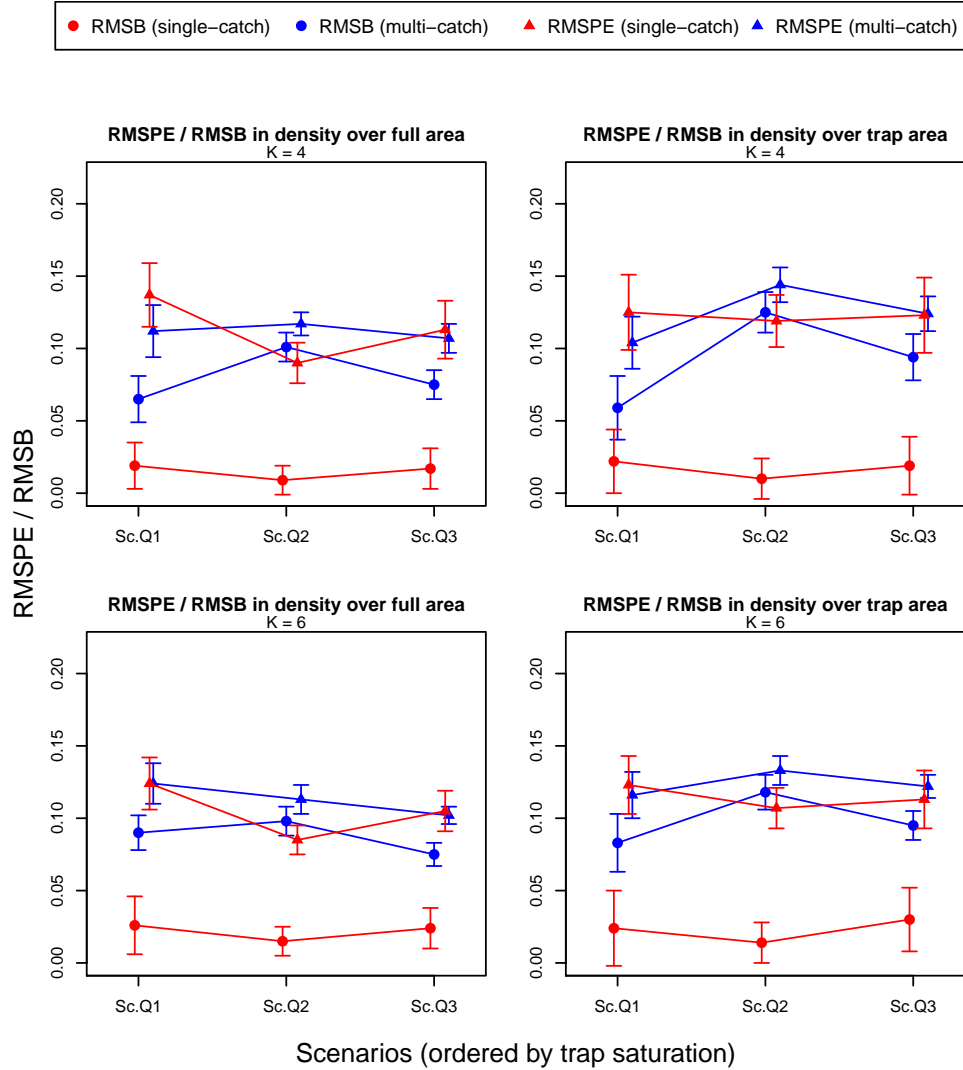 RMSB (single−catch) RMSB (multi−catch) RMSPE (single−catch) RMSPE (multi−catch)
RMSPE / RMSB in density over full area
K = 4
0.20
0.15
0.10
0.05
0.00
Sc.Q1 Sc.Q2 Sc.Q3
RMSPE / RMSB in density over trap area
K = 4
0.20
0.15
0.10
0.05
0.00
Sc.Q1 Sc.Q2 Sc.Q3
RMSPE / RMSB
RMSPE / RMSB in density over full area
K = 6
0.20
0.15
0.10
0.05
0.00
Sc.Q1 Sc.Q2 Sc.Q3
RMSPE / RMSB in density over trap area
K = 6
0.20
0.15
0.10
0.05
0.00
Sc.Q1 Sc.Q2 Sc.Q3
Scenarios (ordered by trap saturation)